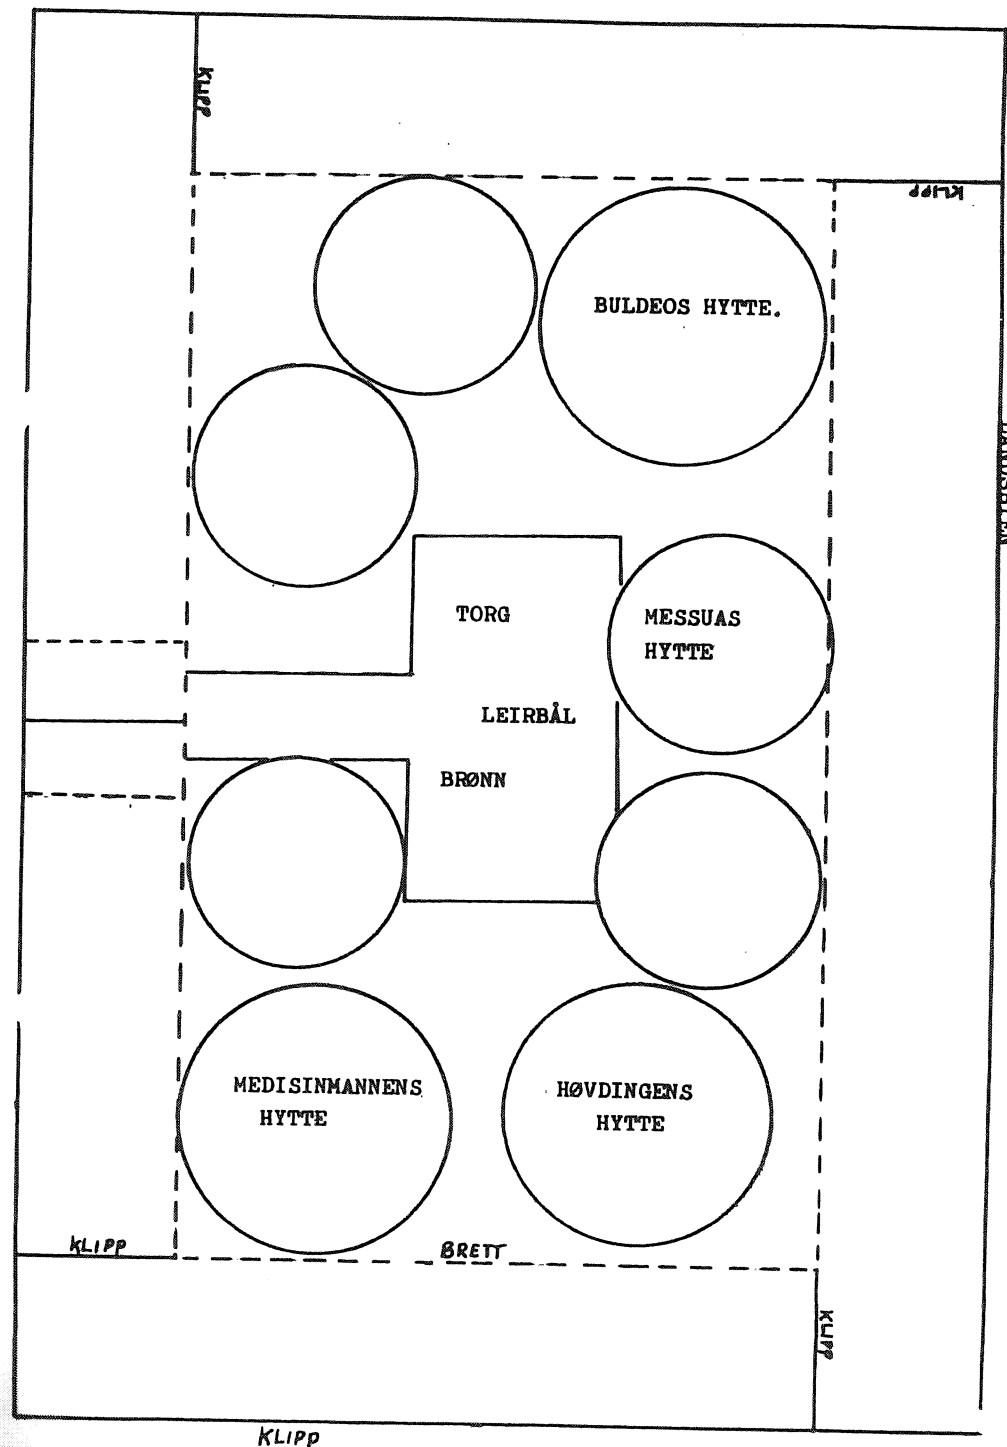 KLIPP
KLIPP
BULDEOS HYTTE.
TORG
MESSUAS
HYTTE
LEIRBÅL
BRØNN
MEDISINMANNENS
HYTTE
HØVDINGENS
HYTTE
KLIPP
BRETT
KLIPP
KLIPP